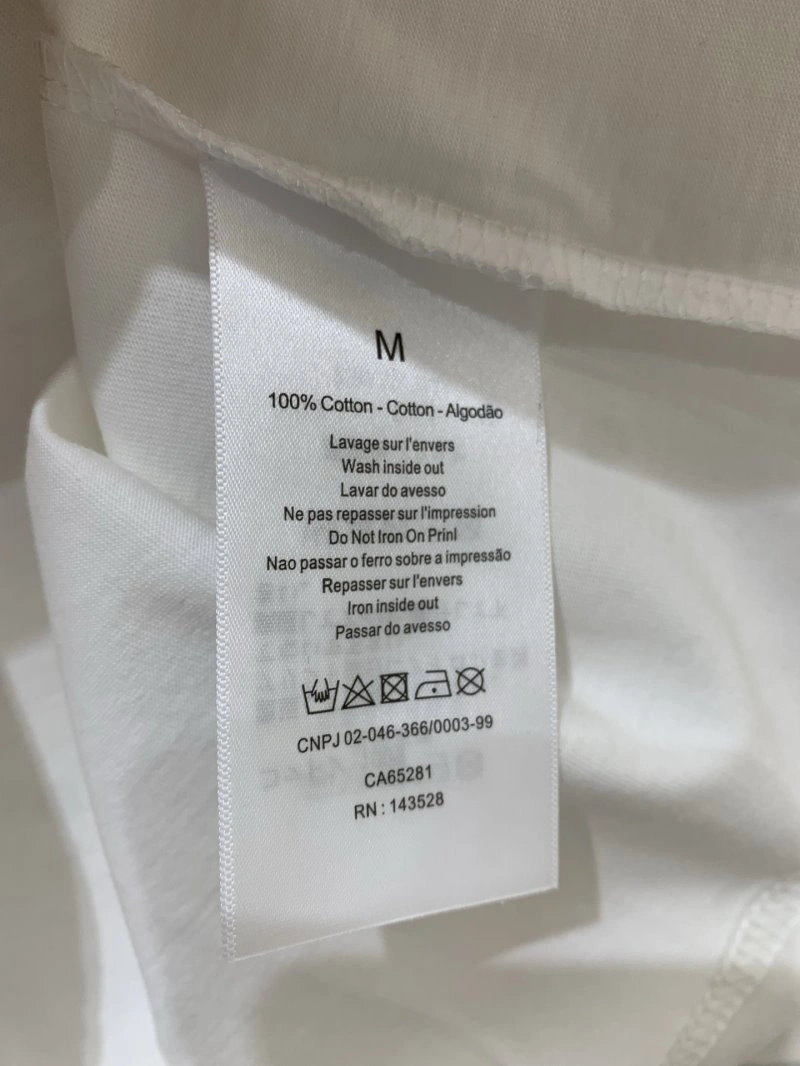 M
100% Cotton - Cotton - Algodão
Lavage sur l'envers
Wash inside out
Lavar do avesso
Ne pas repasser sur l'impression
Do Not Iron On Prinl
Nao passar o ferro sobre a impressão
Repasser sur l'envers
Iron inside out
Passar do avesso
CNPJ 02-046-366/0003-99
CA65281
RN : 143528